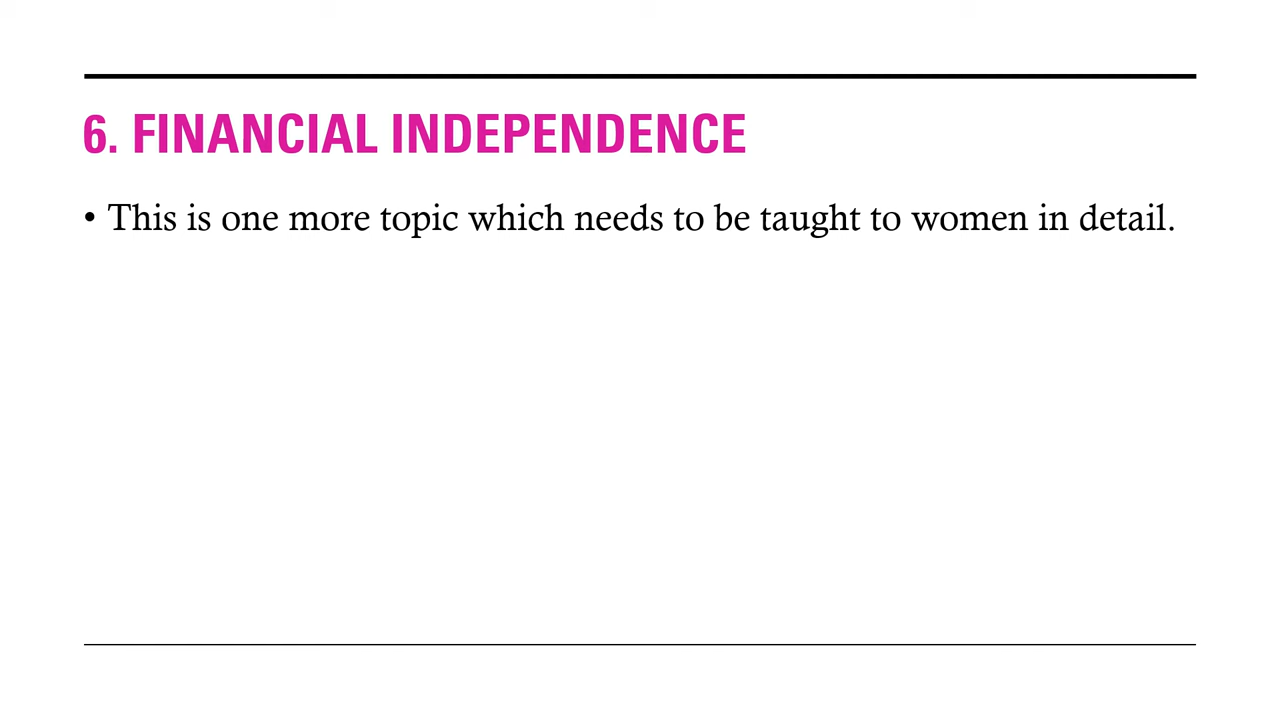 6. FINANCIAL INDEPENDENCE
• This is one more topic which needs to be taught to women in detail.